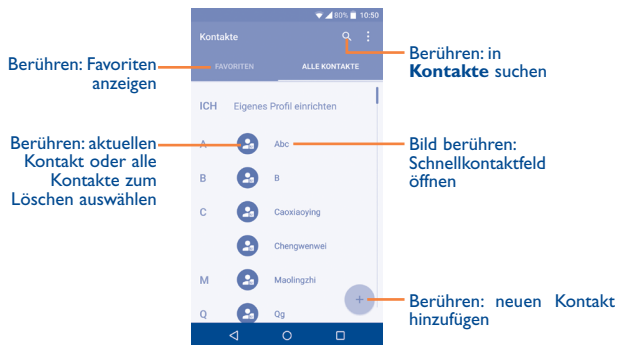 80% 10:50
Kontakte
FAVORITEN ALLE KONTAKTE
ICH Eigenes Profil einrichten
A Abc
B B
C Caoxiaoying
Chengwenwei
M Maolingzhi
Q Qg
Berühren: Favoriten
anzeigen
Berühren: aktuellen
Kontakt oder alle
Kontakte zum
Löschen auswählen
Berühren: in
Kontakte suchen
Bild berühren:
Schnellkontaktfeld
öffnen
Berühren: neuen Kontakt
hinzufügen